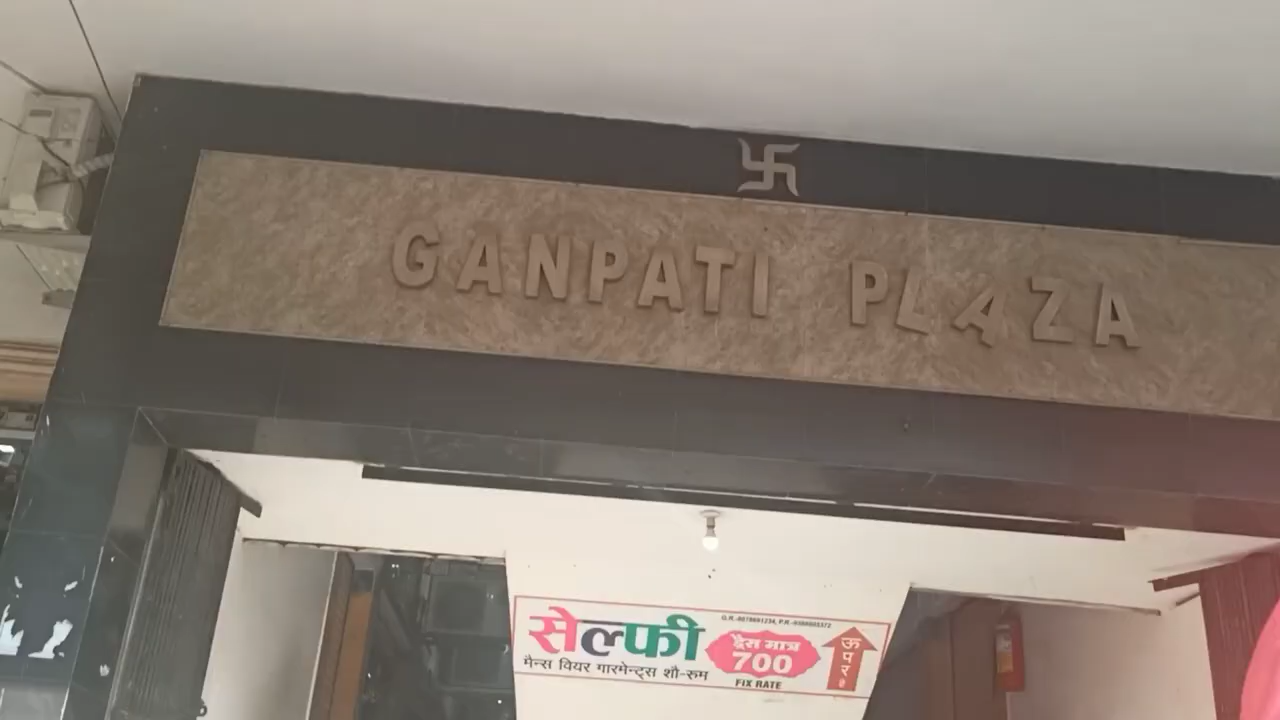 GANPATI PLAZA
सेल्फी
मैन्स वियर गारमेन्ट्स शौ-रुम
ड्रेस मात्र
700
FIX RATE
ऊपर